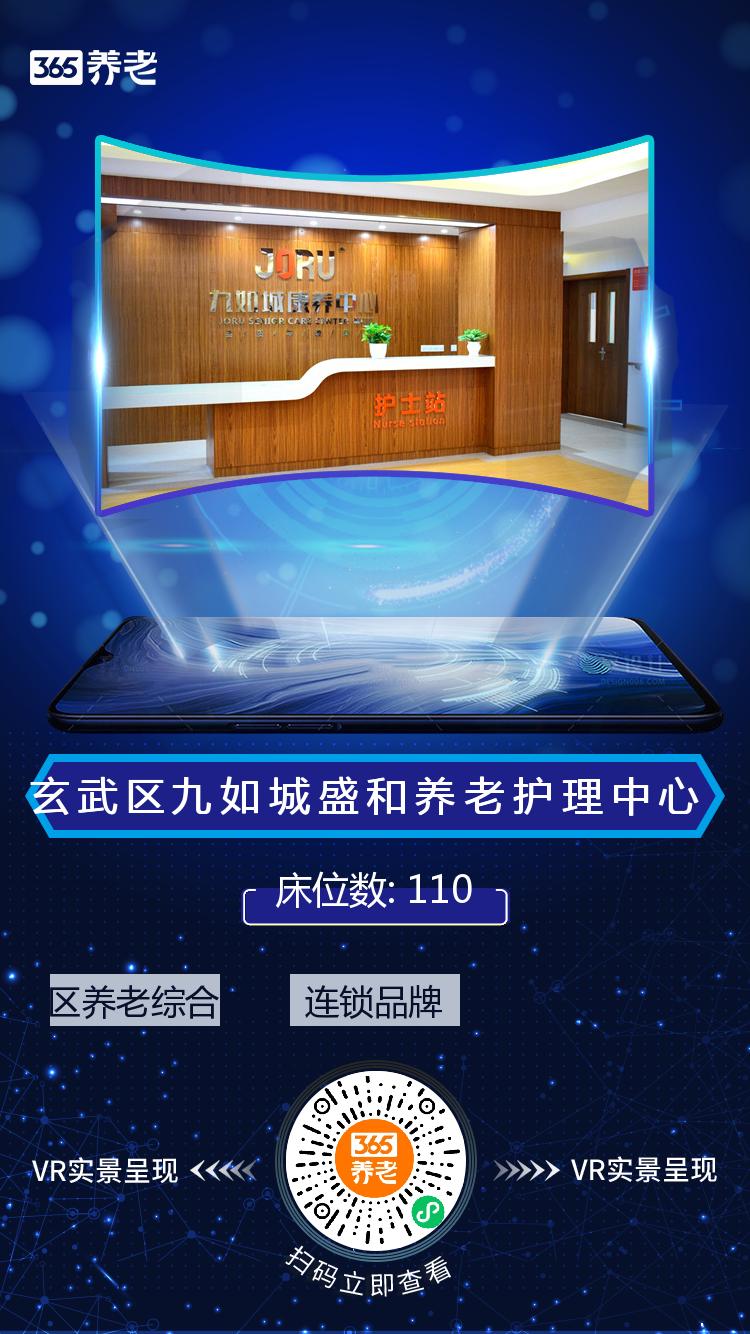 365养老
JORU
九如城康养中心
JORU SENIOR CARE CENTER
护士站
Nurse station
玄武区九如城盛和养老护理中心
床位数: 110
区养老综合
连锁品牌
VR实景呈现
365
养老
VR实景呈现
扫码立即查看